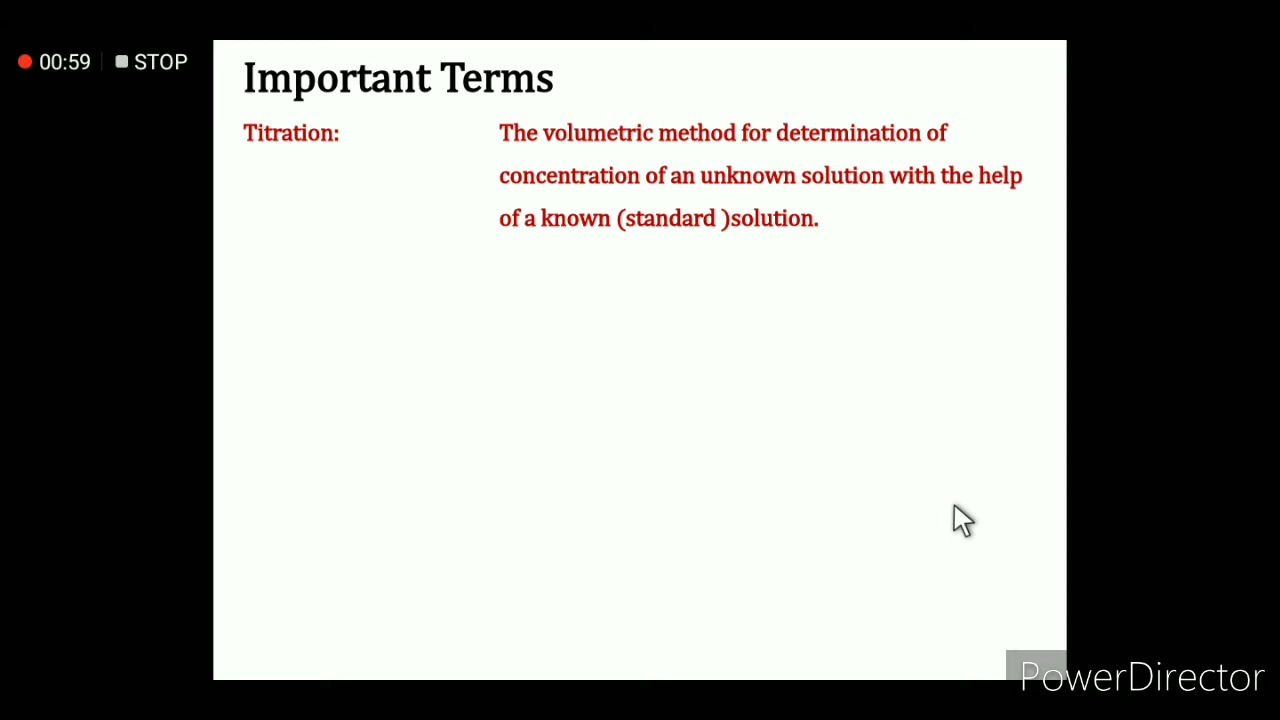 00:59 STOP
Important Terms
Titration: The volumetric method for determination of
concentration of an unknown solution with the help
of a known (standard )solution.
PowerDirector